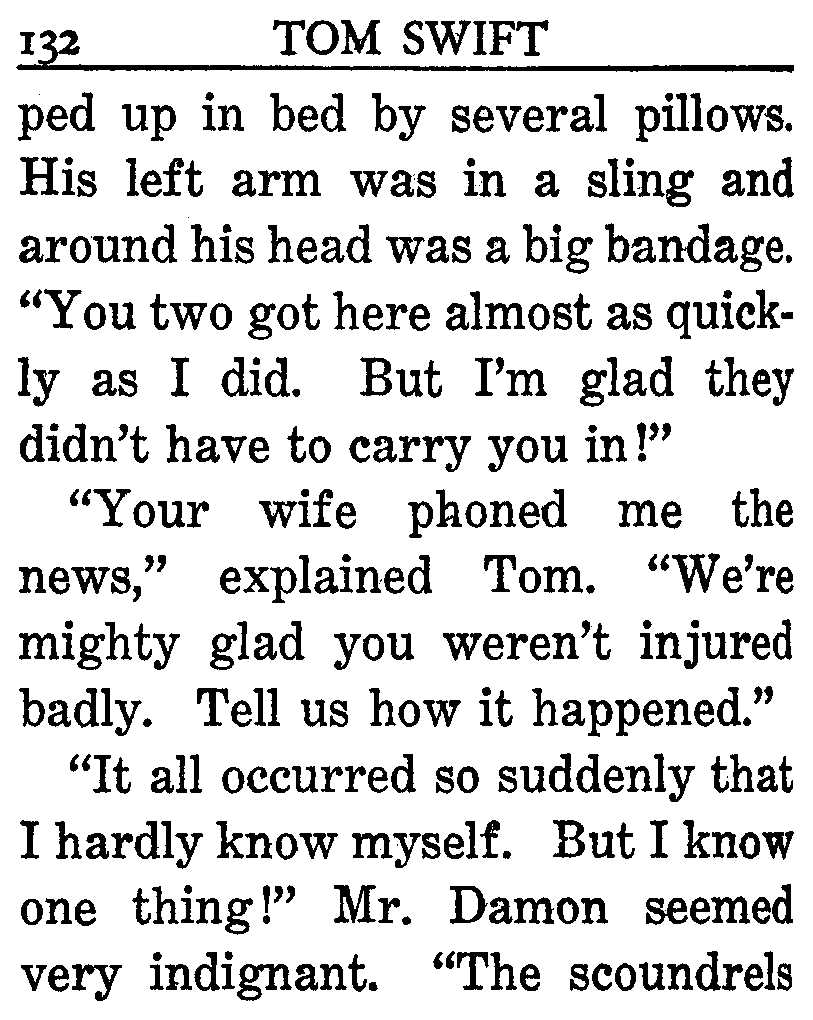 132 TOM SWIFT
ped up in bed by several pillows.
His left arm was in a sling and
around his head was a big bandage.
“You two got here almost as quick-
ly as I did. But I’m glad they
didn’t have to carry you in!”
“Your wife phoned me the
news,” explained Tom. “We’re
mighty glad you weren’t injured
badly. Tell us how it happened.”
“It all occurred so suddenly that
I hardly know myself. But I know
one thing!” Mr. Damon seemed
very indignant. “The scoundrels